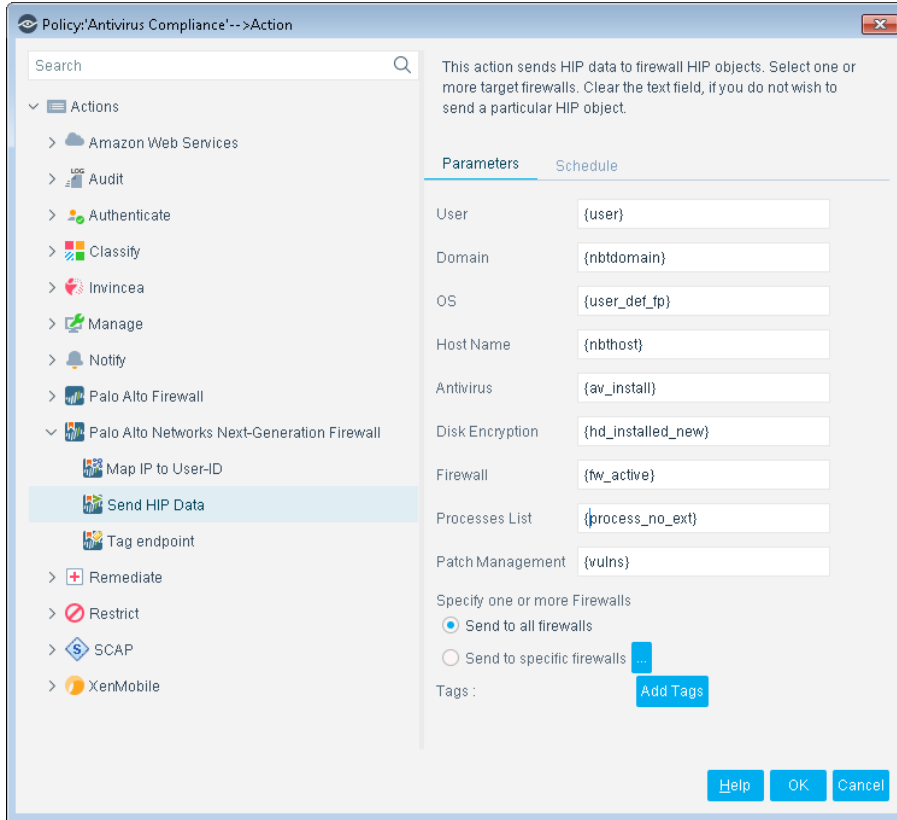 Policy:'Antivirus Compliance'-->Action
Search
Actions
Amazon Web Services
LOG
Audit
Authenticate
Classify
Invincea
Manage
Notify
Palo Alto Firewall
Palo Alto Networks Next-Generation Firewall
Map IP to User-ID
Send HIP Data
Tag endpoint
Remediate
Restrict
S
SCAP
XenMobile
This action sends HIP data to firewall HIP objects. Select one or
more target firewalls. Clear the text field, if you do not wish to
send a particular HIP object.
Parameters Schedule
User {user}
Domain {nbtdomain}
OS {user_def_fp}
Host Name {nbthost}
Antivirus {av_install}
Disk Encryption {hd_installed_new}
Firewall {fw_active}
Processes List {process_no_ext}
Patch Management {vulns}
Specify one or more Firewalls
Send to all firewalls
Send to specific firewalls ...
Tags : Add Tags
Help OK Cancel